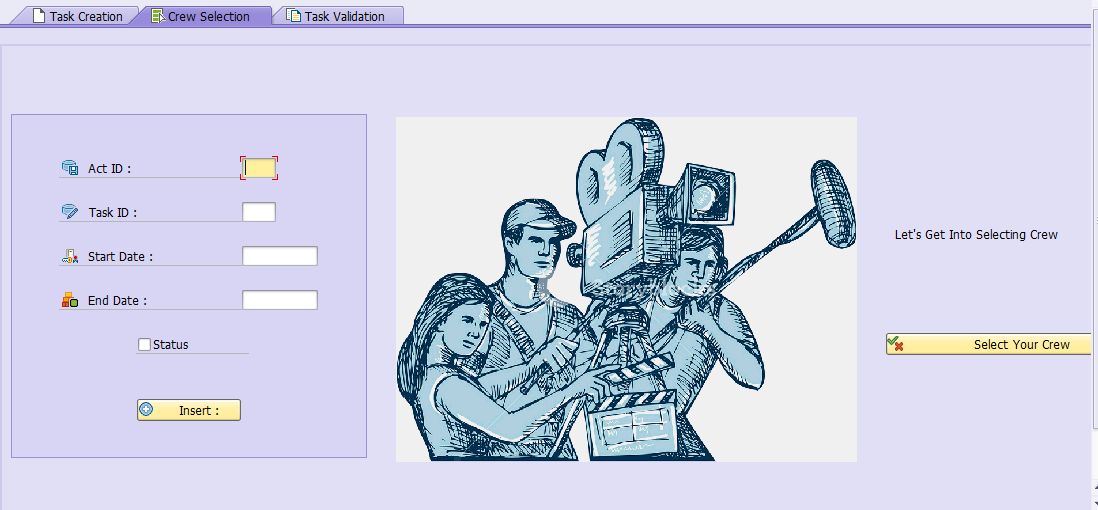 Task Creation
Crew Selection
Task Validation
Act ID :
Task ID :
Start Date :
End Date :
Status
Insert :
Let's Get Into Selecting Crew
Select Your Crew